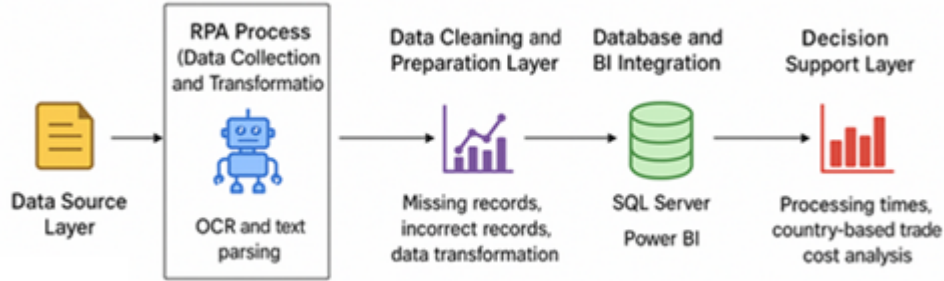 Data Source
Layer
RPA Process
(Data Collection
and Transformatio
OCR and text
parsing
Data Cleaning and
Preparation Layer
Missing records,
incorrect records,
data transformation
Database and
BI Integration
SQL Server
Power BI
Decision
Support Layer
Processing times,
country-based trade
cost analysis